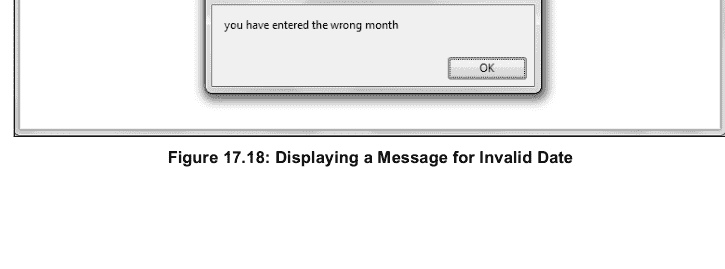 you have entered the wrong month
OK
Figure 17.18: Displaying a Message for Invalid Date